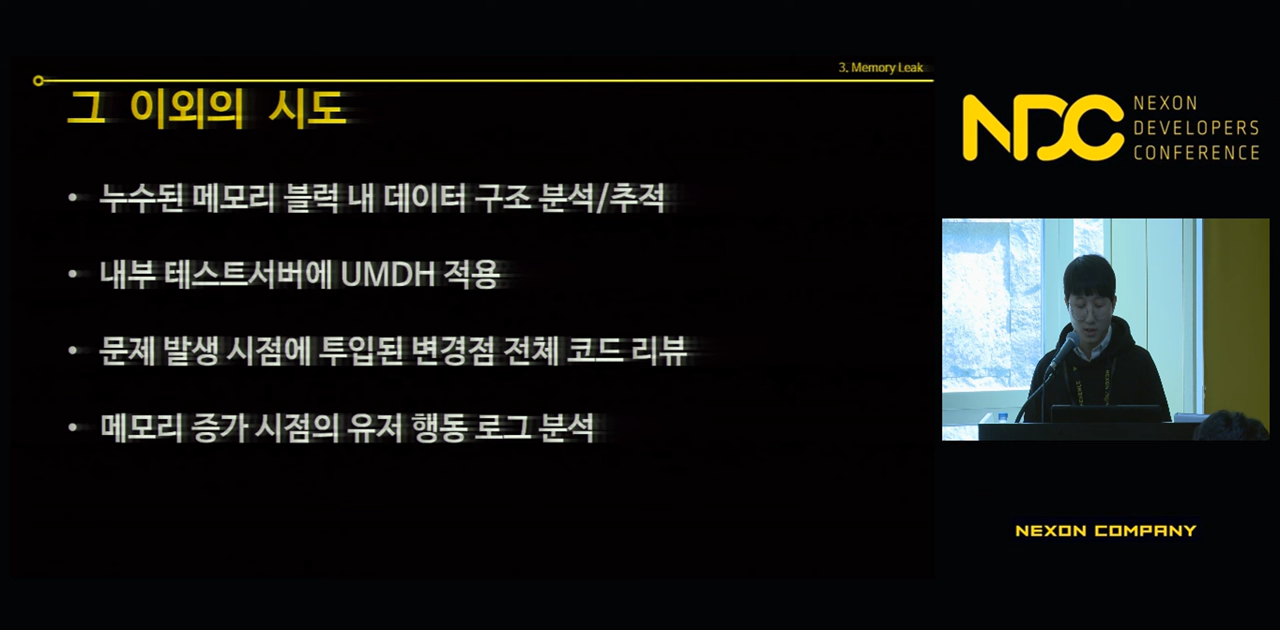 3. Memory Leak
그 이외의 시도
• 누수된 메모리 블럭 내 데이터 구조 분석/추적
• 내부 테스트서버에 UMDH 적용
• 문제 발생 시점에 투입된 변경점 전체 코드 리뷰
• 메모리 증가 시점의 유저 행동 로그 분석
NDC
NEXON
DEVELOPERS
CONFERENCE
NEXON COMPANY